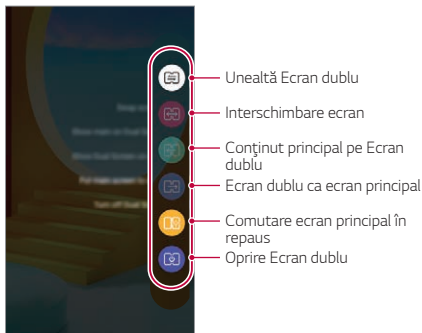 Unealtă Ecran dublu
Interschimbare ecran
Conţinut principal pe Ecran
dublu
Ecran dublu ca ecran principal
Comutare ecran principal în
repaus
Oprire Ecran dublu